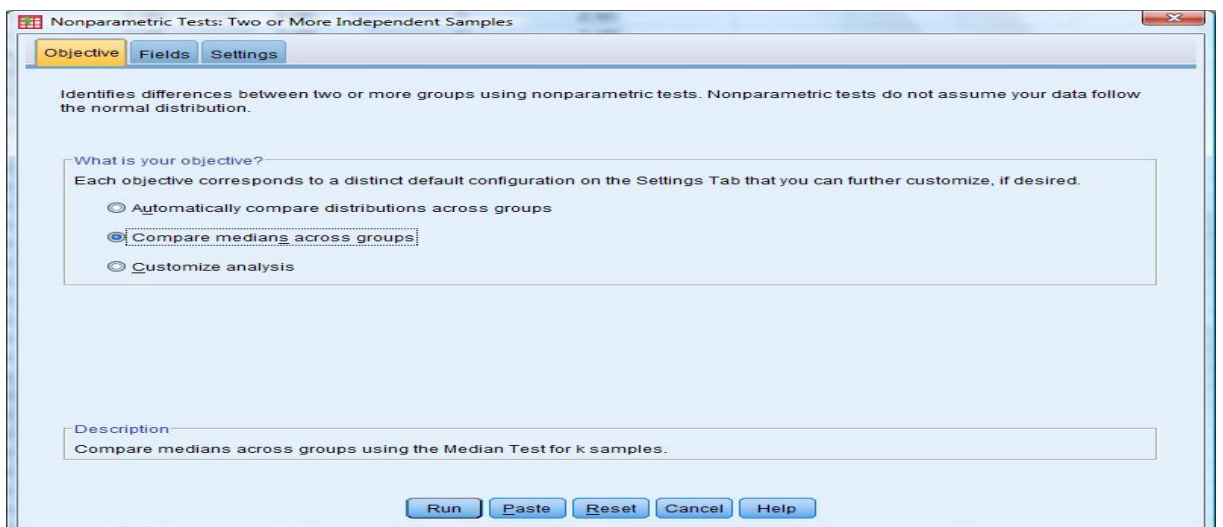 Nonparametric Tests: Two or More Independent Samples
Objective Fields Settings
Identifies differences between two or more groups using nonparametric tests. Nonparametric tests do not assume your data follow
the normal distribution.
What is your objective?
Each objective corresponds to a distinct default configuration on the Settings Tab that you can further customize, if desired.
Automatically compare distributions across groups
Compare medians across groups
Customize analysis
Description
Compare medians across groups using the Median Test for k samples.
Run Paste Reset Cancel Help